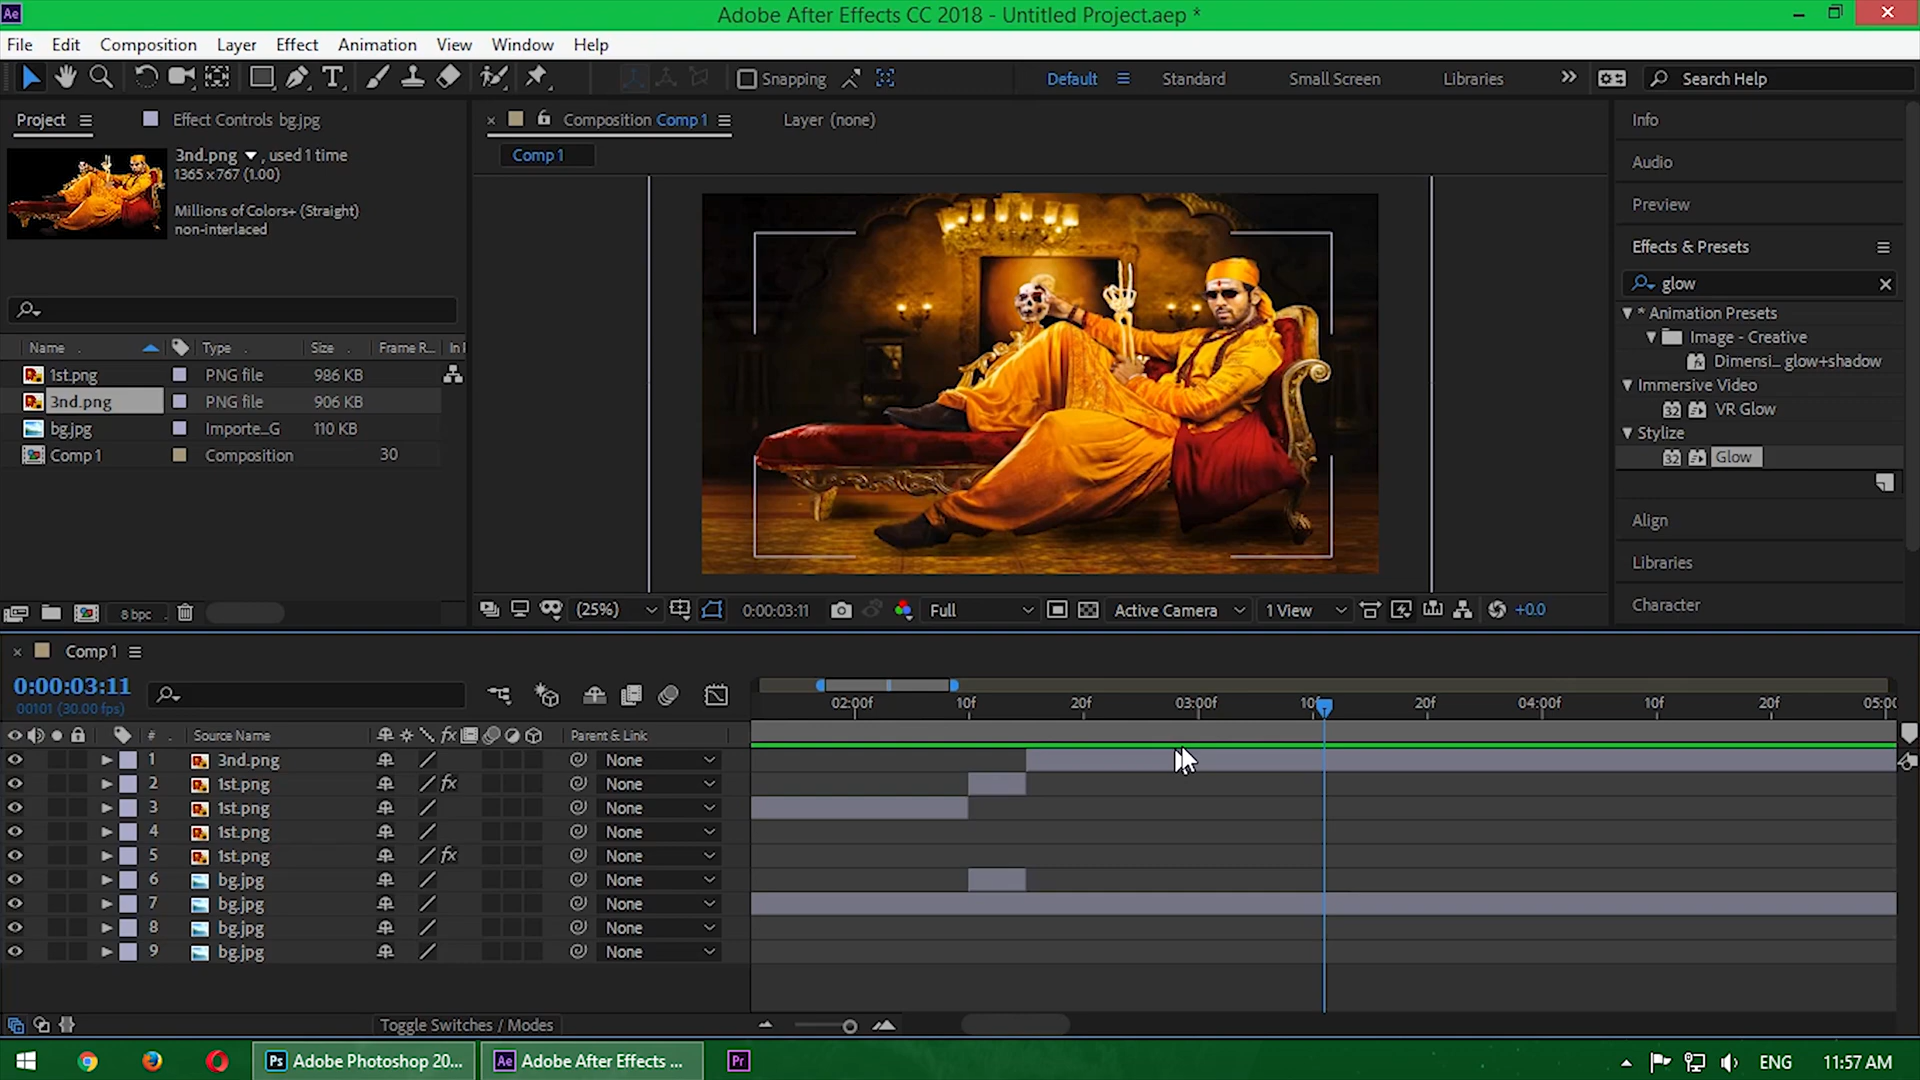 Ae
Adobe After Effects CC 2018 - Untitled Project.aep *
File Edit Composition Layer Effect Animation View Window Help
Snapping
Default Standard Small Screen Libraries
Search Help
Project
Effect Controls bg.jpg
3nd.png , used 1 time
1365 x 767 (1.00)
Millions of Colors+ (Straight)
non-interlaced
Name Type Size Frame R... In
1st.png PNG file 986 KB
3nd.png PNG file 906 KB
bg.jpg Importe_G 110 KB
Comp 1 Composition 30
8 bpc
Composition Comp 1
Layer (none)
Comp 1
(25%) 0:00:03:11 Full Active Camera 1 View +0.0
Info
Audio
Preview
Effects & Presets
glow
* Animation Presets
Image - Creative
Dimensi... glow+shadow
Immersive Video
32 VR Glow
Stylize
32 Glow
Align
Libraries
Character
Comp 1
0:00:03:11
00101 (30.00 fps)
02:00f 10f 20f 03:00f 10f 20f 04:00f 10f 20f 05:00
# Source Name fx Parent & Link
1 3nd.png None
2 1st.png fx None
3 1st.png None
4 1st.png None
5 1st.png fx None
6 bg.jpg None
7 bg.jpg None
8 bg.jpg None
9 bg.jpg None
Toggle Switches / Modes
Ps Adobe Photoshop 20...
Ae Adobe After Effects ...
Pr
ENG 11:57 AM